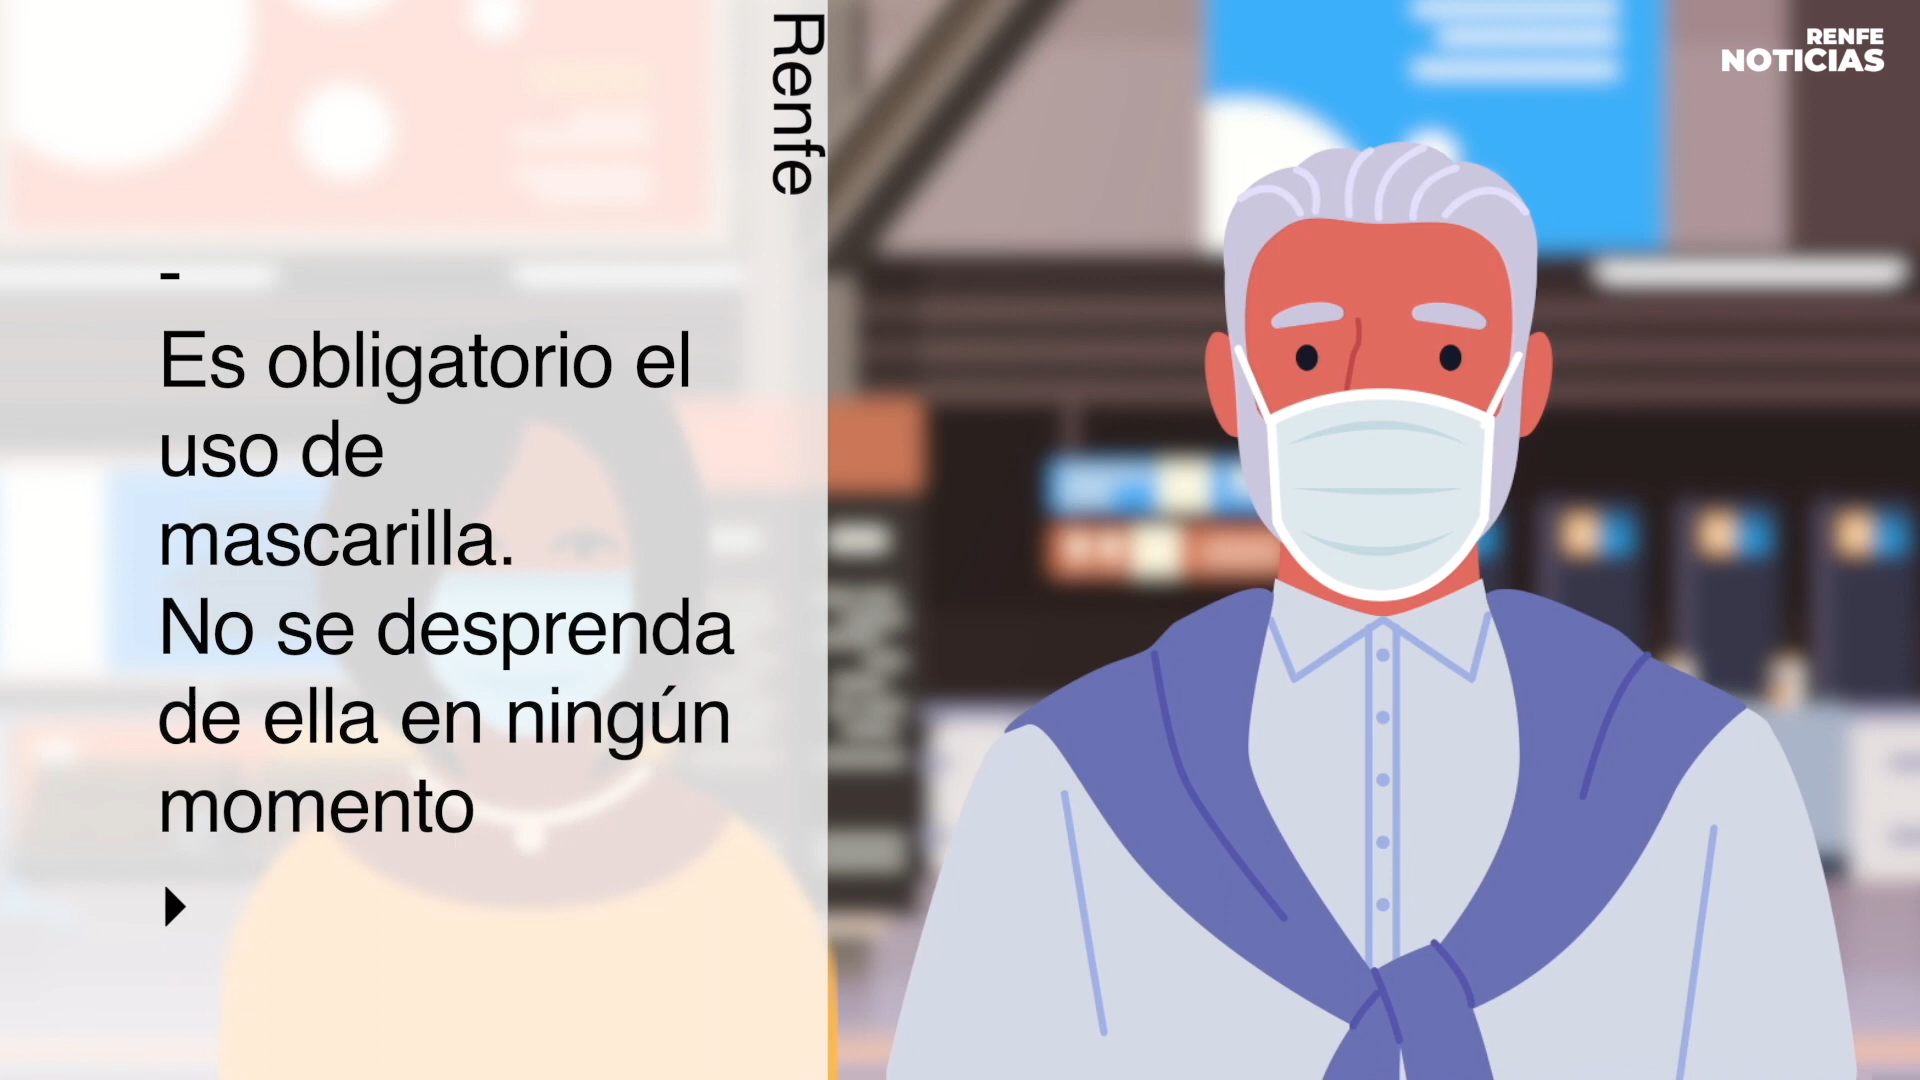 Renfe
RENFE
NOTICIAS
-
Es obligatorio el
uso de
mascarilla.
No se desprenda
de ella en ningún
momento